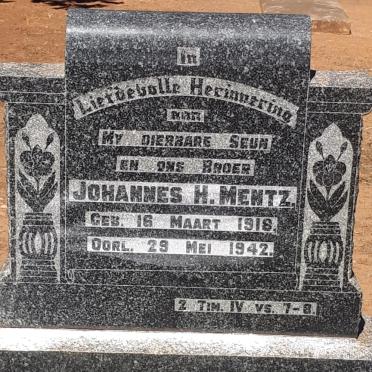 In
Liefdevolle Herinnering
aan
My dierbare Seun
en ons Broer
Johannes H. Mentz.
Geb. 16 Maart 1918.
Oorl. 29 Mei 1942.
2 Tim. IV vs. 7-8.